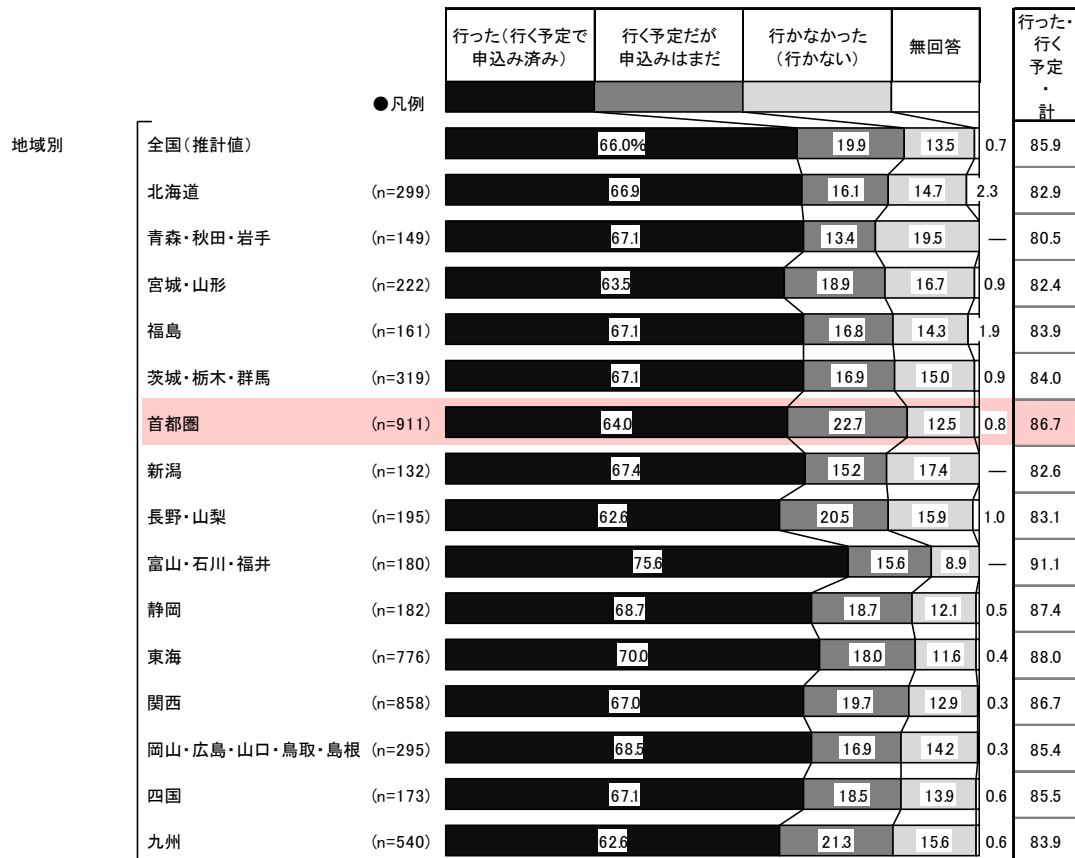 行った(行く予定で
申込み済み)
行く予定だが
申込みはまだ
行かなかった
(行かない)
無回答
行った・
行く
予定
・
計
●凡例
地域別
全国(推計値) 66.0% 19.9 13.5 0.7 85.9
北海道 (n=299) 66.9 16.1 14.7 2.3 82.9
青森・秋田・岩手 (n=149) 67.1 13.4 19.5 — 80.5
宮城・山形 (n=222) 63.5 18.9 16.7 0.9 82.4
福島 (n=161) 67.1 16.8 14.3 1.9 83.9
茨城・栃木・群馬 (n=319) 67.1 16.9 15.0 0.9 84.0
首都圏 (n=911) 64.0 22.7 12.5 0.8 86.7
新潟 (n=132) 67.4 15.2 17.4 — 82.6
長野・山梨 (n=195) 62.6 20.5 15.9 1.0 83.1
富山・石川・福井 (n=180) 75.6 15.6 8.9 — 91.1
静岡 (n=182) 68.7 18.7 12.1 0.5 87.4
東海 (n=776) 70.0 18.0 11.6 0.4 88.0
関西 (n=858) 67.0 19.7 12.9 0.3 86.7
岡山・広島・山口・鳥取・島根 (n=295) 68.5 16.9 14.2 0.3 85.4
四国 (n=173) 67.1 18.5 13.9 0.6 85.5
九州 (n=540) 62.6 21.3 15.6 0.6 83.9